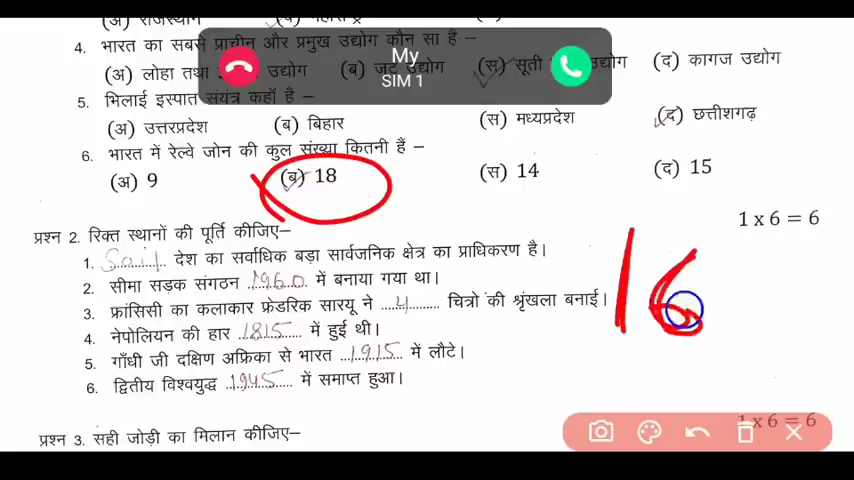 (अ) राजस्थान
4. भारत का सबसे प्राचीन और प्रमुख उद्योग कौन सा है –
(अ) लोहा तथा उद्योग (ब) जूट उद्योग (स) सूती उद्योग (द) कागज उद्योग
My
SIM 1
5. भिलाई इस्पात संयत्र कहाँ है –
(अ) उत्तरप्रदेश (ब) बिहार (स) मध्यप्रदेश (द) छत्तीशगढ़
6. भारत में रेल्वे जोन की कुल संख्या कितनी हैं –
(अ) 9 (ब) 18 (स) 14 (द) 15
प्रश्न 2. रिक्त स्थानों की पूर्ति कीजिए– 1 x 6 = 6
1. Sail देश का सर्वाधिक बड़ा सार्वजनिक क्षेत्र का प्राधिकरण है।
2. सीमा सडक संगठन 1960 में बनाया गया था।
3. फ्रांसिसी का कलाकार फ्रेडरिक सारयू ने 4 चित्रो की श्रृंखला बनाई।
16
4. नेपोलियन की हार 1815 में हुई थी।
5. गाँधी जी दक्षिण अफ्रिका से भारत 1915 में लौटे।
6. द्वितीय विश्वयुद्ध 1945 में समाप्त हुआ।
प्रश्न 3. सही जोड़ी का मिलान कीजिए– 1 x 6 = 6